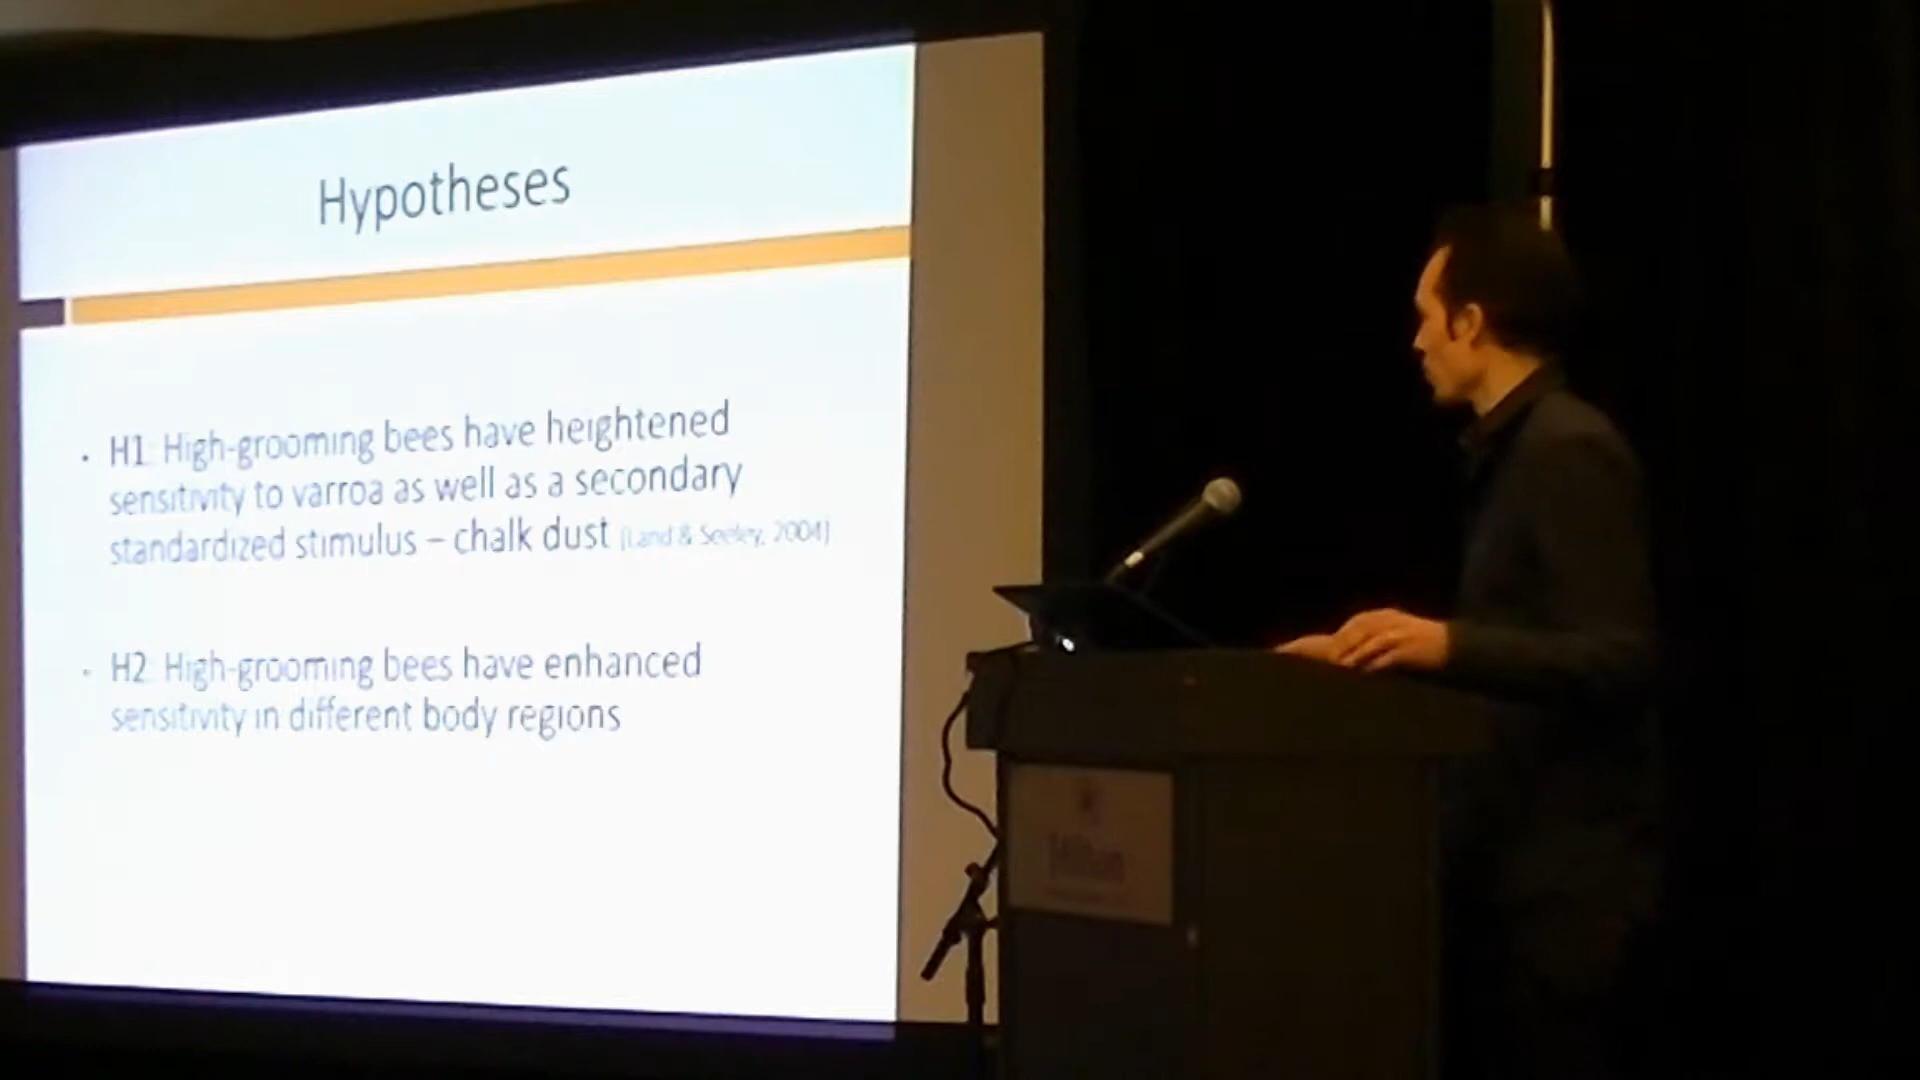 Hypotheses
• H1: High-grooming bees have heightened
sensitivity to varroa as well as a secondary
standardized stimulus – chalk dust (Land & Seeley, 2004)
• H2: High-grooming bees have enhanced
sensitivity in different body regions
Hilton